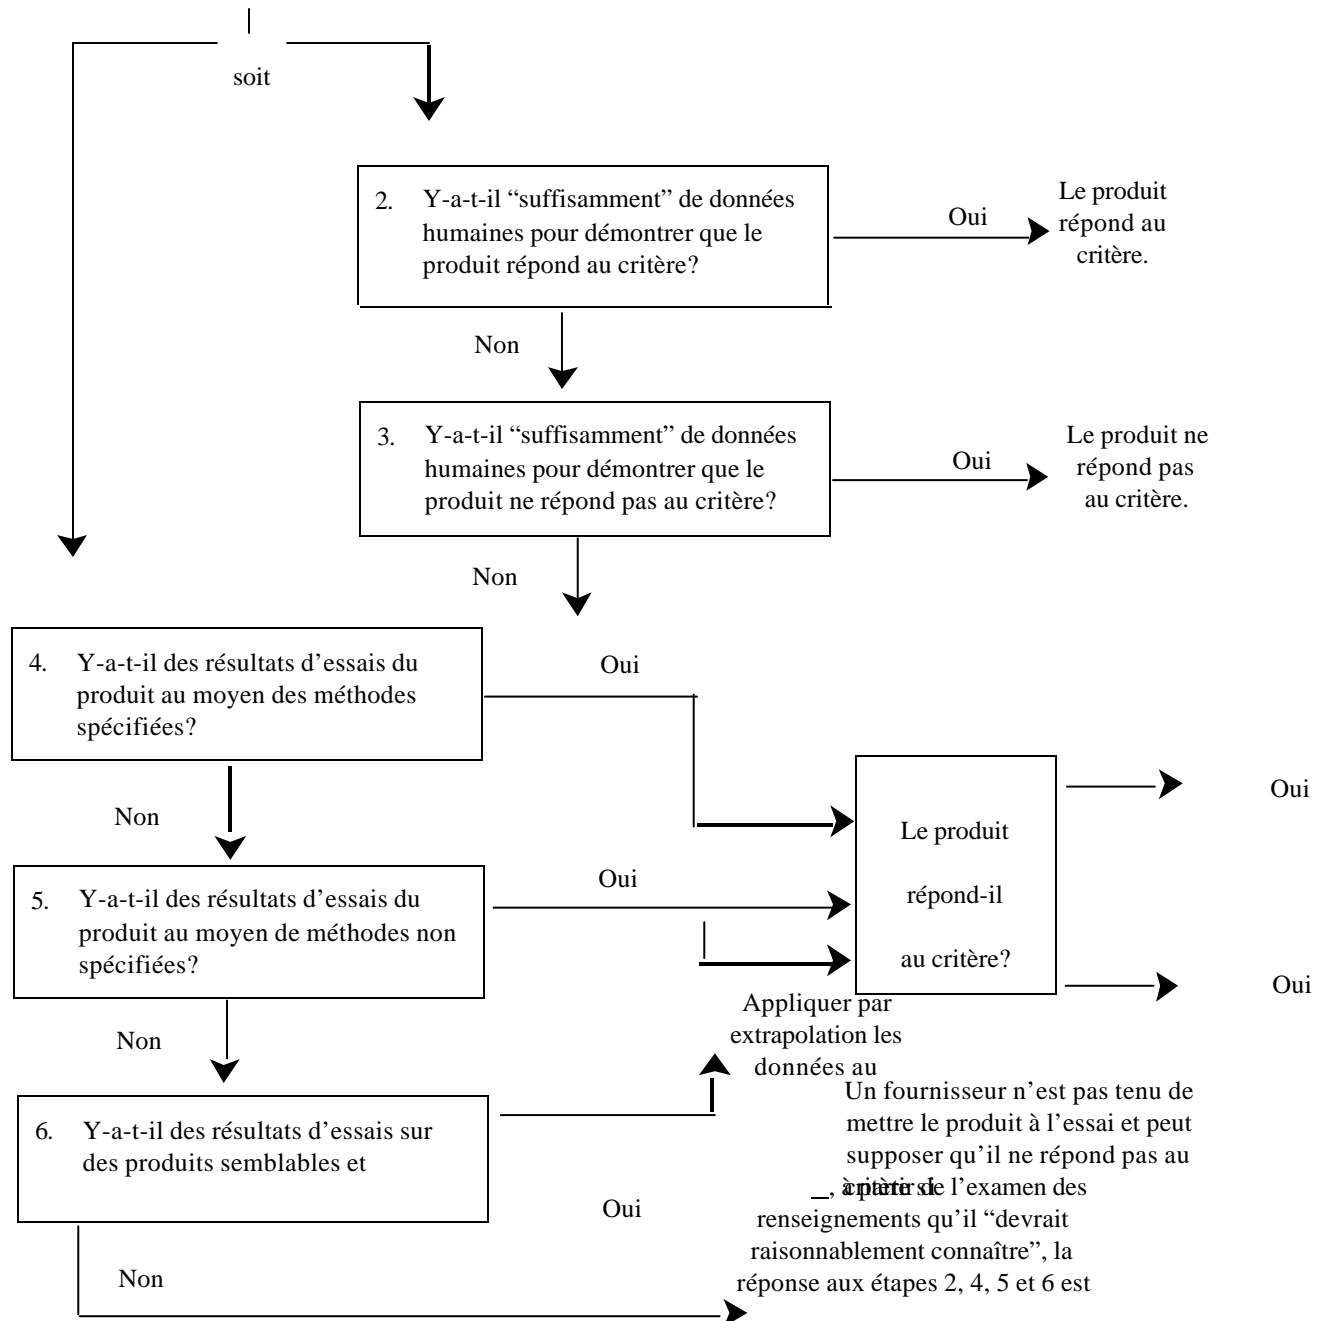 soit
2. Y-a-t-il “suffisamment” de données
humaines pour démontrer que le
produit répond au critère?
Oui
Le produit
répond au
critère.
Non
3. Y-a-t-il “suffisamment” de données
humaines pour démontrer que le
produit ne répond pas au critère?
Oui
Le produit ne
répond pas
au critère.
Non
4. Y-a-t-il des résultats d’essais du
produit au moyen des méthodes
spécifiées?
Oui
Non
Le produit
répond-il
au critère?
Oui
Oui
5. Y-a-t-il des résultats d’essais du
produit au moyen de méthodes non
spécifiées?
Oui
Non
Appliquer par
extrapolation les
données au
6. Y-a-t-il des résultats d’essais sur
des produits semblables et
Oui
Non
Un fournisseur n’est pas tenu de
mettre le produit à l’essai et peut
supposer qu’il ne répond pas au
critère si
, à partir de l’examen des
renseignements qu’il “devrait
raisonnablement connaître”, la
réponse aux étapes 2, 4, 5 et 6 est